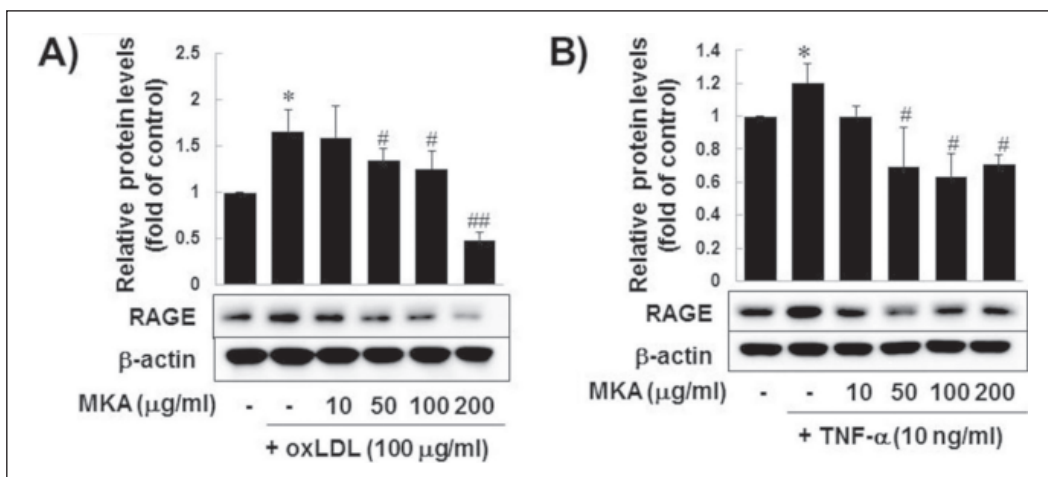 A)
Relative protein levels
(fold of control)
2.5
2
1.5
1
0.5
0
*
#
#
##
RAGE
β-actin
MKA (μg/ml) - - 10 50 100 200
+ oxLDL (100 μg/ml)
B)
Relative protein levels
(fold of control)
1.4
1.2
1
0.8
0.6
0.4
0.2
0
*
#
#
#
RAGE
β-actin
MKA (μg/ml) - - 10 50 100 200
+ TNF-α (10 ng/ml)